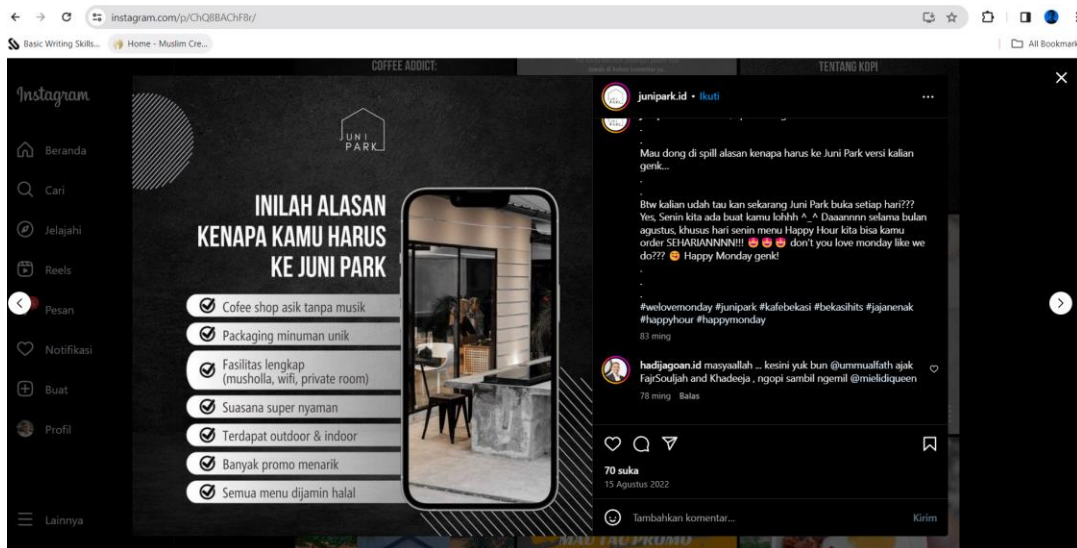 instagram.com/p/ChQ8BAChF8r/
Basic Writing Skills...
Home - Muslim Cre...
All Bookmark
COFFEE ADDICT:
TENTANG KOPI
Instagram
Beranda
Cari
Jelajahi
Reels
Pesan
Notifikasi
Buat
Profil
Lainnya
JUNI
PARK
INILAH ALASAN
KENAPA KAMU HARUS
KE JUNI PARK
Cofee shop asik tanpa musik
Packaging minuman unik
Fasilitas lengkap
(musholla, wifi, private room)
Suasana super nyaman
Terdapat outdoor & indoor
Banyak promo menarik
Semua menu dijamin halal
junipark.id • Ikuti
.
.
Mau dong di spill alasan kenapa harus ke Juni Park versi kalian
genk...
.
.
Btw kalian udah tau kan sekarang Juni Park buka setiap hari???
Yes, Senin kita ada buat kamu lohhh ^_^ Daaannnn selama bulan
agustus, khusus hari senin menu Happy Hour kita bisa kamu
order SEHARIANNNN!!! 😍 😍 😍 don't you love monday like we
do??? 😋 Happy Monday genk!
.
.
.
#welovemonday #junipark #kafebekasi #bekasihits #jajanenak
#happyhour #happymonday
83 ming
hadijagoan.id masyaallah ... kesini yuk bun @ummualfath ajak
FajrSouljah and Khadeeja , ngopi sambil ngemil @mielidiqueen
78 ming Balas
70 suka
15 Agustus 2022
Tambahkan komentar...
Kirim
MAU TAU PROMO